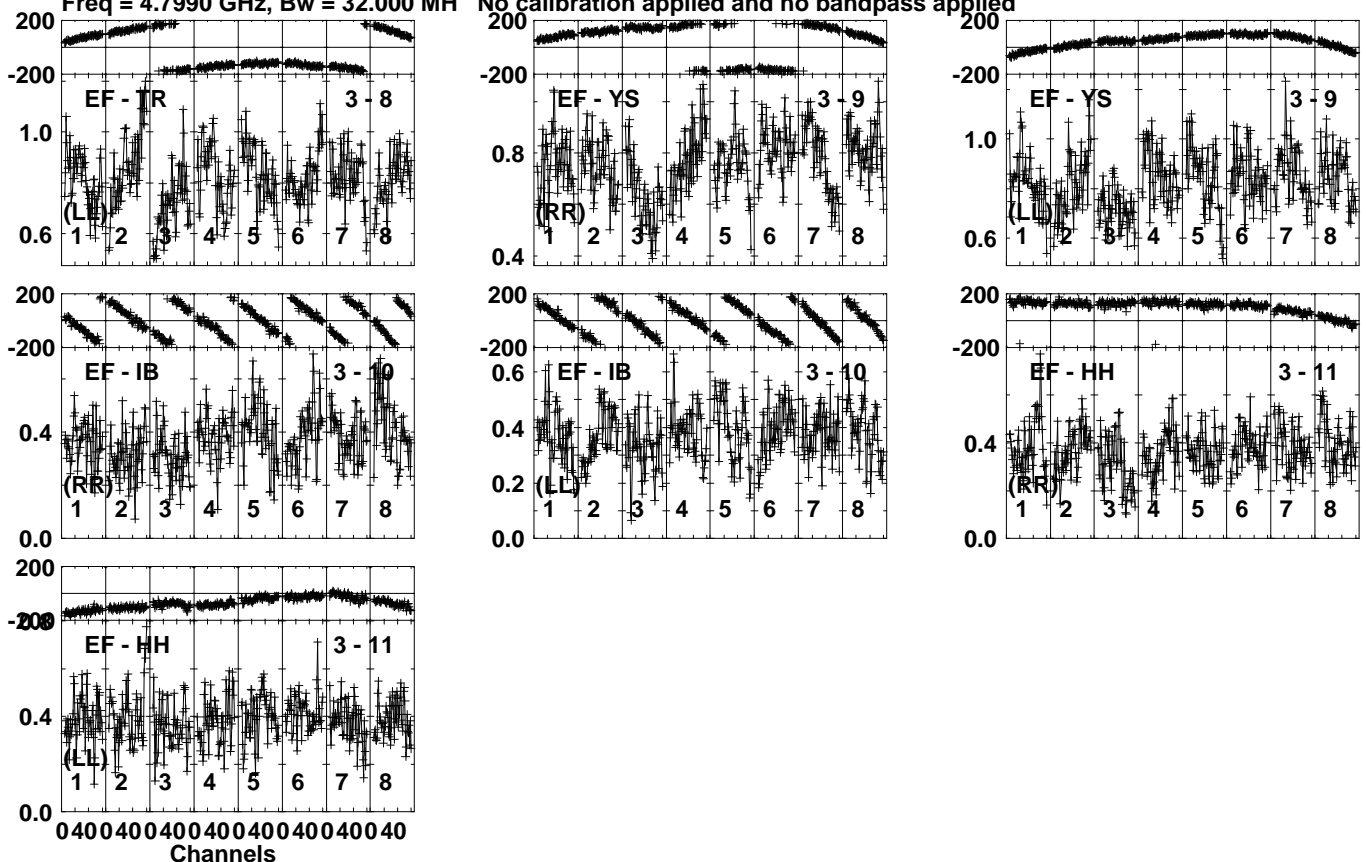 Freq = 4.7990 GHz, Bw = 32.000 MH No calibration applied and no bandpass applied
200
-200
EF - TR 3 - 8
1.0
(LL)
0.6
1 2 3 4 5 6 7 8
200
-200
EF - YS 3 - 9
0.8
(RR)
0.4
1 2 3 4 5 6 7 8
200
-200
EF - YS 3 - 9
1.0
(LL)
0.6
1 2 3 4 5 6 7 8
200
-200
EF - IB 3 - 10
0.4
(RR)
0.0
1 2 3 4 5 6 7 8
200
-200
0.6
EF - IB 3 - 10
0.4
0.2
(LL)
0.0
1 2 3 4 5 6 7 8
200
-200
EF - HH 3 - 11
0.4
(RR)
0.0
1 2 3 4 5 6 7 8
200
-200
0.8
EF - HH 3 - 11
0.4
(LL)
1 2 3 4 5 6 7 8
0.0
0 40 0 40 0 40 0 40 0 40 0 40 0 40 0 40
Channels